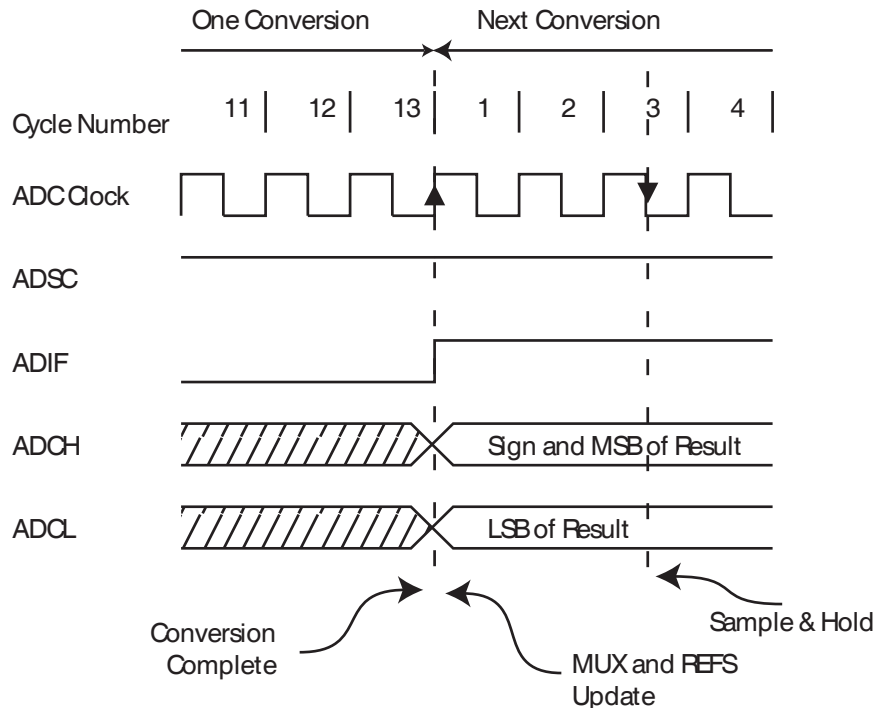 One Conversion Next Conversion
Cycle Number 11 12 13 1 2 3 4
ADC Clock
ADSC
ADIF
ADCH Sign and MSB of Result
ADCL LSB of Result
Conversion
Complete
MUX and REFS
Update
Sample & Hold